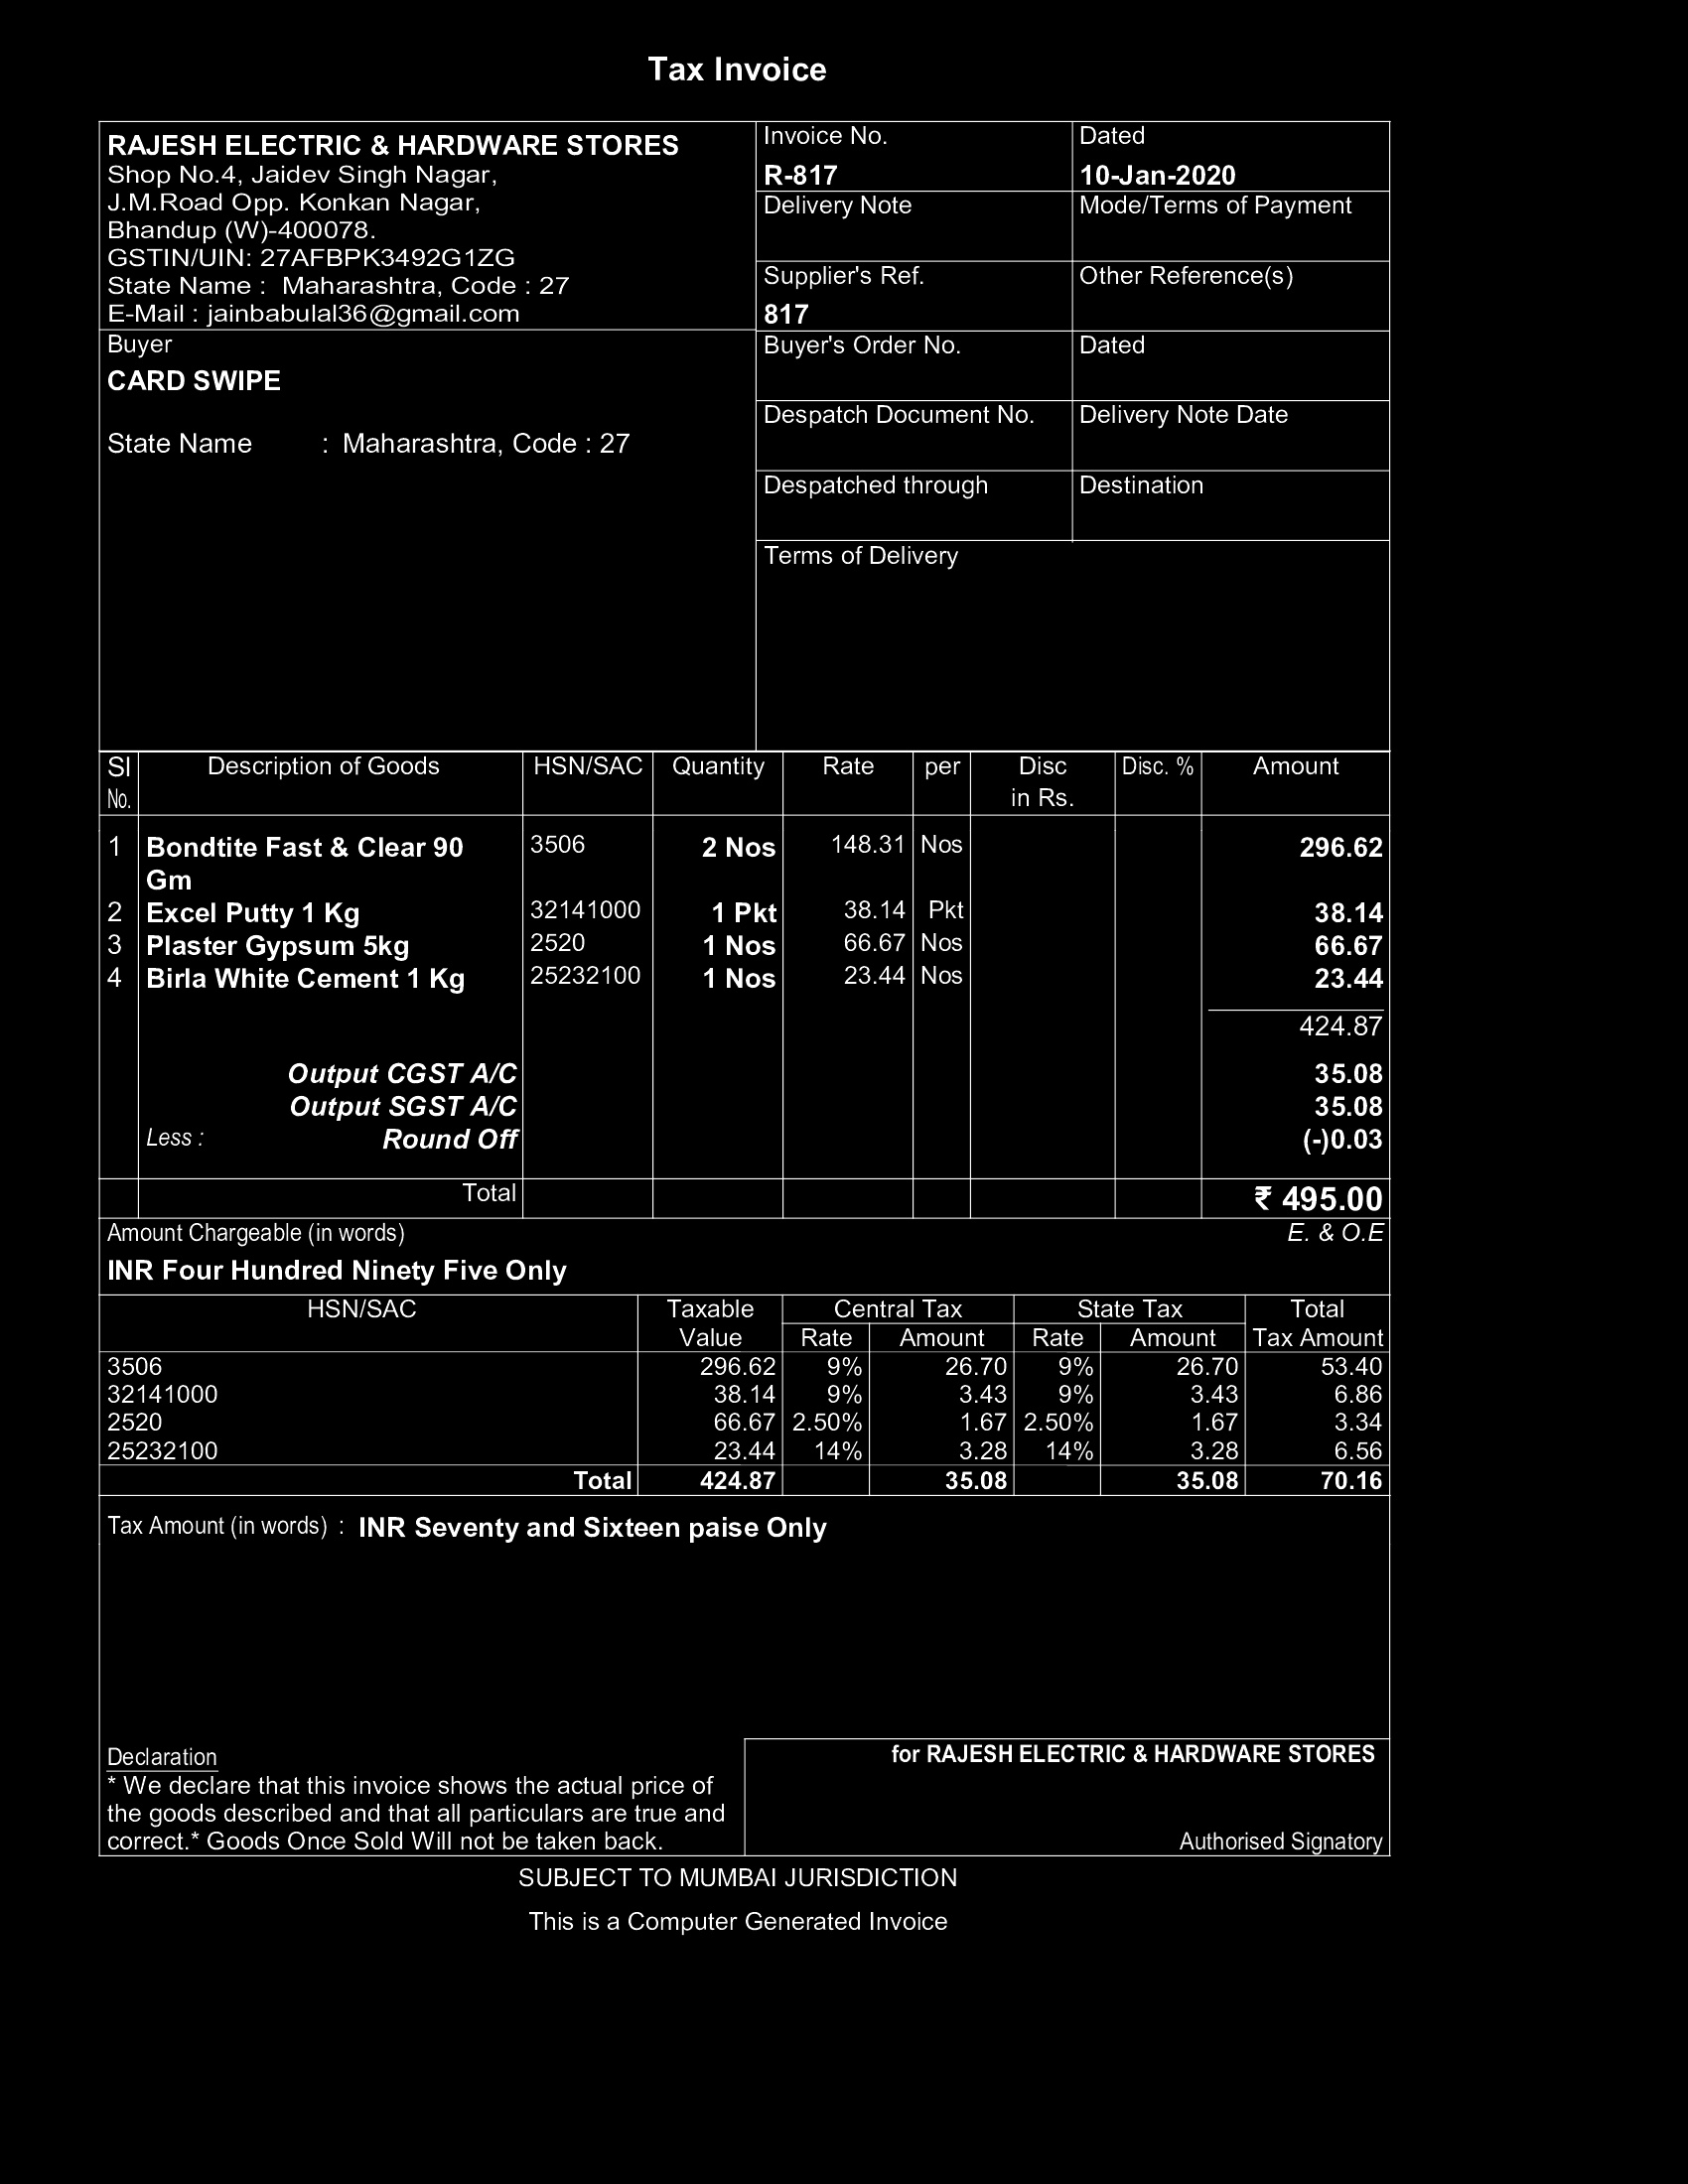 Tax Invoice
RAJESH ELECTRIC & HARDWARE STORES
Shop No.4, Jaidev Singh Nagar,
J.M.Road Opp. Konkan Nagar,
Bhandup (W)-400078.
GSTIN/UIN: 27AFBPK3492G1ZG
State Name : Maharashtra, Code : 27
E-Mail : jainbabulal36@gmail.com
Invoice No. Dated
R-817 10-Jan-2020
Delivery Note Mode/Terms of Payment
Supplier's Ref. Other Reference(s)
817
Buyer
CARD SWIPE
State Name : Maharashtra, Code : 27
Buyer's Order No. Dated
Despatch Document No. Delivery Note Date
Despatched through Destination
Terms of Delivery
SI Description of Goods HSN/SAC Quantity Rate per Disc Disc. % Amount
No. in Rs.
1 Bondtite Fast & Clear 90 3506 2 Nos 148.31 Nos 296.62
Gm
2 Excel Putty 1 Kg 32141000 1 Pkt 38.14 Pkt 38.14
3 Plaster Gypsum 5kg 2520 1 Nos 66.67 Nos 66.67
4 Birla White Cement 1 Kg 25232100 1 Nos 23.44 Nos 23.44
424.87
Output CGST A/C 35.08
Output SGST A/C 35.08
Less : Round Off (-)0.03
Total ₹ 495.00
Amount Chargeable (in words) E. & O.E
INR Four Hundred Ninety Five Only
HSN/SAC Taxable Central Tax State Tax Total
Value Rate Amount Rate Amount Tax Amount
3506 296.62 9% 26.70 9% 26.70 53.40
32141000 38.14 9% 3.43 9% 3.43 6.86
2520 66.67 2.50% 1.67 2.50% 1.67 3.34
25232100 23.44 14% 3.28 14% 3.28 6.56
Total 424.87 35.08 35.08 70.16
Tax Amount (in words) : INR Seventy and Sixteen paise Only
Declaration
* We declare that this invoice shows the actual price of
the goods described and that all particulars are true and
correct.* Goods Once Sold Will not be taken back.
for RAJESH ELECTRIC & HARDWARE STORES
Authorised Signatory
SUBJECT TO MUMBAI JURISDICTION
This is a Computer Generated Invoice